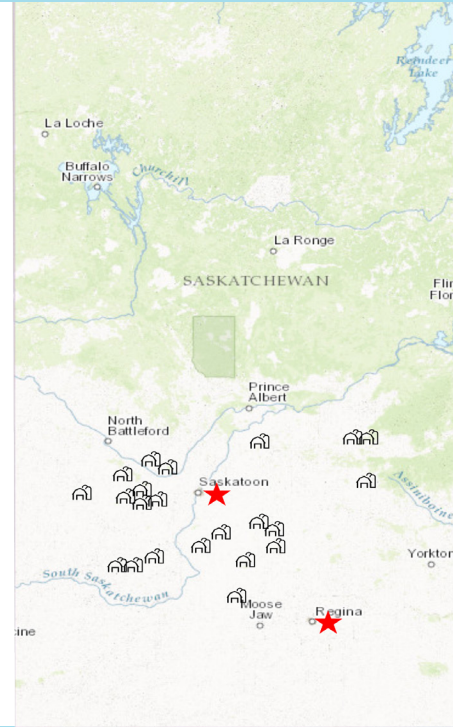 Reindeer
Lake
La Loche
Buffalo
Narrows
Churchill
La Ronge
SASKATCHEWAN
Flin
Flon
Prince
Albert
North
Battleford
Saskatoon
Assiniboine
Yorkton
South Saskatchewan
Moose
Jaw
Regina
ine